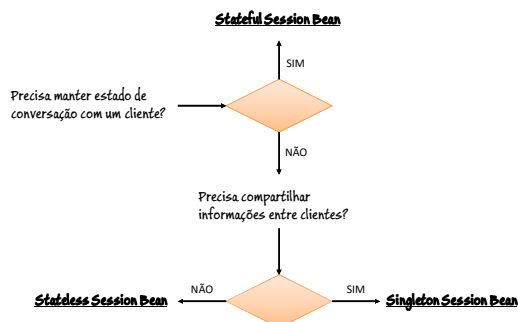 Stateful Session Bean
SIM
Precisa manter estado de
conversação com um cliente?
NÃO
Precisa compartilhar
informações entre clientes?
NÃO
SIM
Stateless Session Bean
Singleton Session Bean